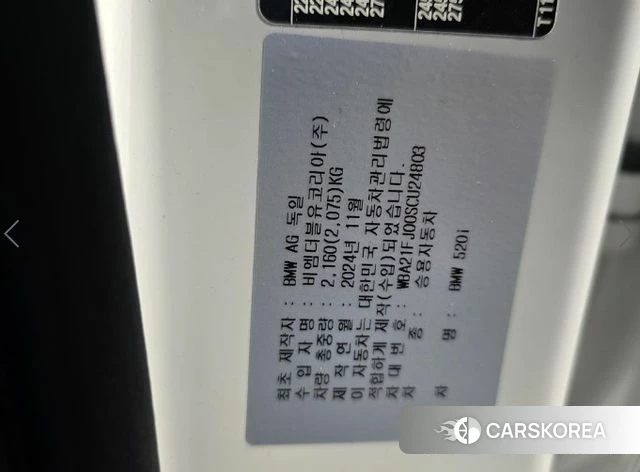 최초 제작자 : BMW AG 독일
수 입 자 명 : 비엠더블유코리아(주)
차량 총중량 : 2,160(2,075)KG
제 작 연 월 : 2024년 11월
이 자동차는 대한민국 자동차관리법령에
적합하게 제작(수입)되었습니다.
차 대 번 호 : WBA21FJ00SCU24803
차 종 : 승용자동차
차 명 : BMW 520i
CARSKOREA